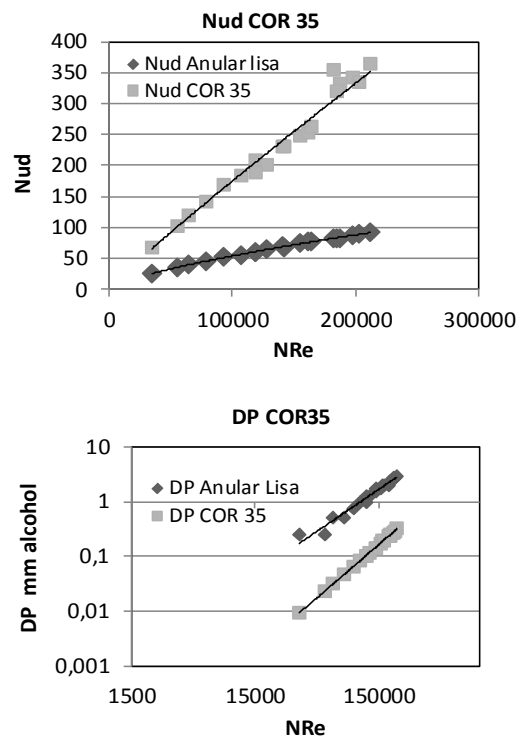 Nud COR 35
400
350
300
250
200
150
100
50
0
Nud
Nud Anular lisa
Nud COR 35
0 100000 200000 300000
NRe
DP COR35
10
1
0,1
0,01
0,001
DP mm alcohol
DP Anular Lisa
DP COR 35
1500 15000 150000
NRe